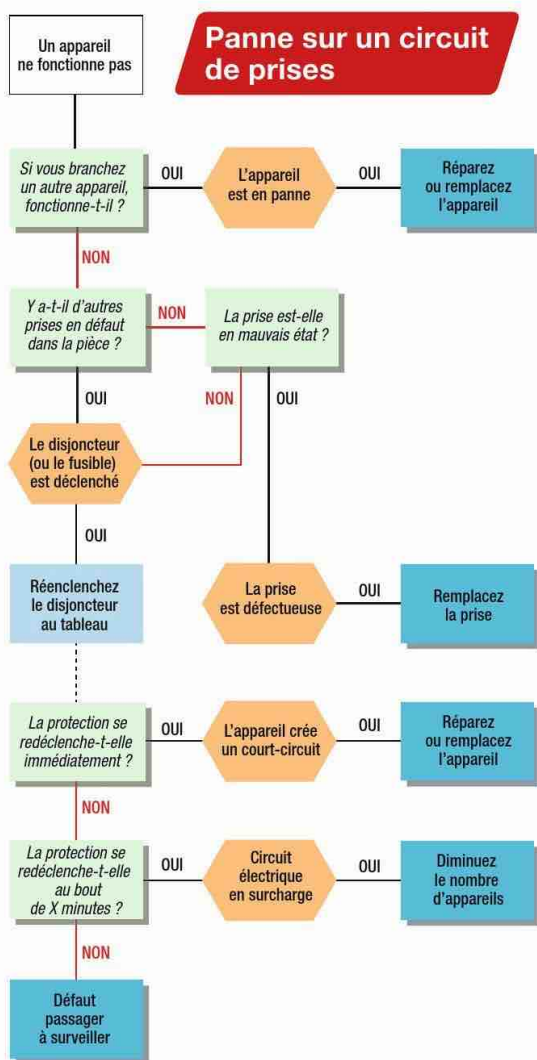 Panne sur un circuit
de prises
Un appareil
ne fonctionne pas
Si vous branchez
un autre appareil,
fonctionne-t-il ?
OUI
L'appareil
est en panne
OUI
Réparez
ou remplacez
l'appareil
NON
Y a-t-il d'autres
prises en défaut
dans la pièce ?
NON
La prise est-elle
en mauvais état ?
OUI
NON
OUI
Le disjoncteur
(ou le fusible)
est déclenché
OUI
Réenclenchez
le disjoncteur
au tableau
La prise
est défectueuse
OUI
Remplacez
la prise
La protection se
redéclenche-t-elle
immédiatement ?
OUI
L'appareil crée
un court-circuit
OUI
Réparez
ou remplacez
l'appareil
NON
La protection se
redéclenche-t-elle
au bout
de X minutes ?
OUI
Circuit
électrique
en surcharge
OUI
Diminuez
le nombre
d'appareils
NON
Défaut
passager
à surveiller